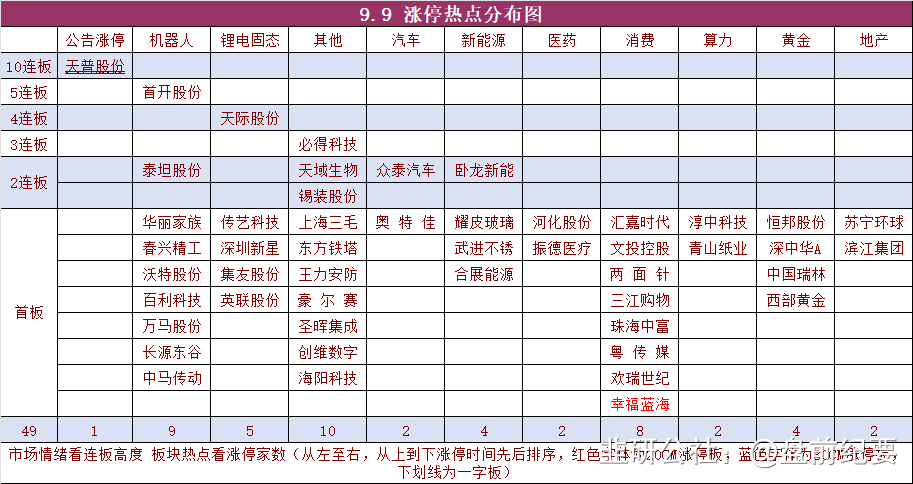 9.9 涨停热点分布图
公告涨停 机器人 锂电固态 其他 汽车 新能源 医药 消费 算力 黄金 地产
10连板 天普股份
5连板 首开股份
4连板 天际股份
3连板 必得科技
2连板 泰坦股份 天域生物 众泰汽车 卧龙新能
锡装股份
首板 华丽家族 传艺科技 上海三毛 奥特佳 耀皮玻璃 河化股份 汇嘉时代 淳中科技 恒邦股份 苏宁环球
春兴精工 深圳新星 东方铁塔 武进不锈 振德医疗 文投控股 青山纸业 深中华A 滨江集团
沃特股份 集友股份 王力安防 合展能源 两面针 中国瑞林
百利科技 英联股份 豪尔赛 三江购物 西部黄金
万马股份 圣晖集成 珠海中富
长源东谷 创维数字 粤传媒
中马传动 海阳科技 欢瑞世纪
幸福蓝海
49 1 9 5 10 2 4 2 8 2 4 2
市场情绪看连板高度 板块热点看涨停家数（从左至右，从上到下涨停时间先后排序，红色字体为20CM涨停板，蓝色字体为30CM涨停板，
下划线为一字板）
韭研公社：@盘前纪要